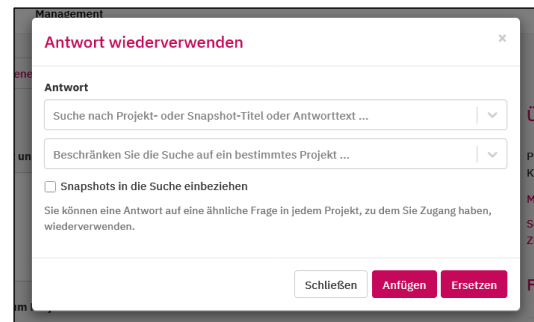 Management
Antwort wiederverwenden
×
Antwort
Suche nach Projekt- oder Snapshot-Titel oder Antworttext ...
Beschränken Sie die Suche auf ein bestimmtes Projekt ...
Snapshots in die Suche einbeziehen
Sie können eine Antwort auf eine ähnliche Frage in jedem Projekt, zu dem Sie Zugang haben,
wiederverwenden.
Schließen Anfügen Ersetzen